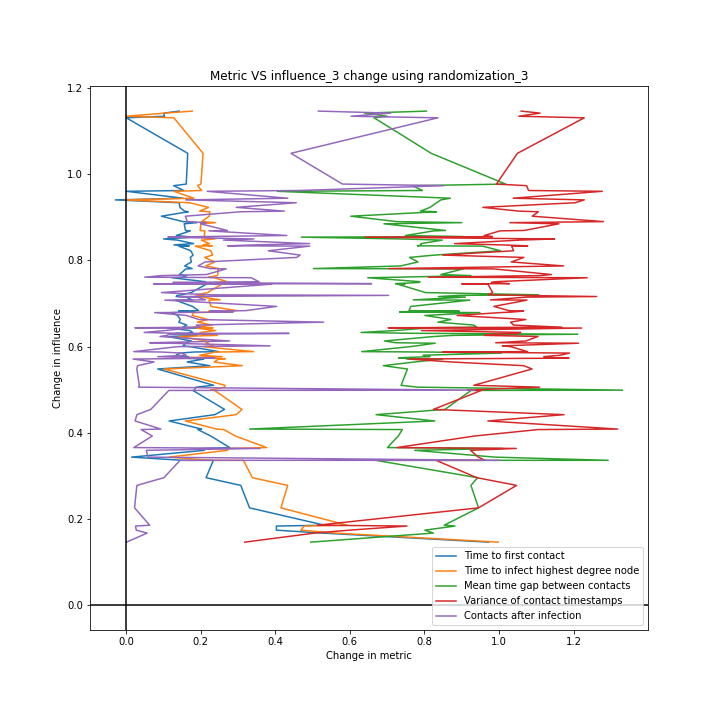 Metric VS influence_3 change using randomization_3
Change in influence
1.2
1.0
0.8
0.6
0.4
0.2
0.0
0.0 0.2 0.4 0.6 0.8 1.0 1.2
Change in metric
Time to first contact
Time to infect highest degree node
Mean time gap between contacts
Variance of contact timestamps
Contacts after infection